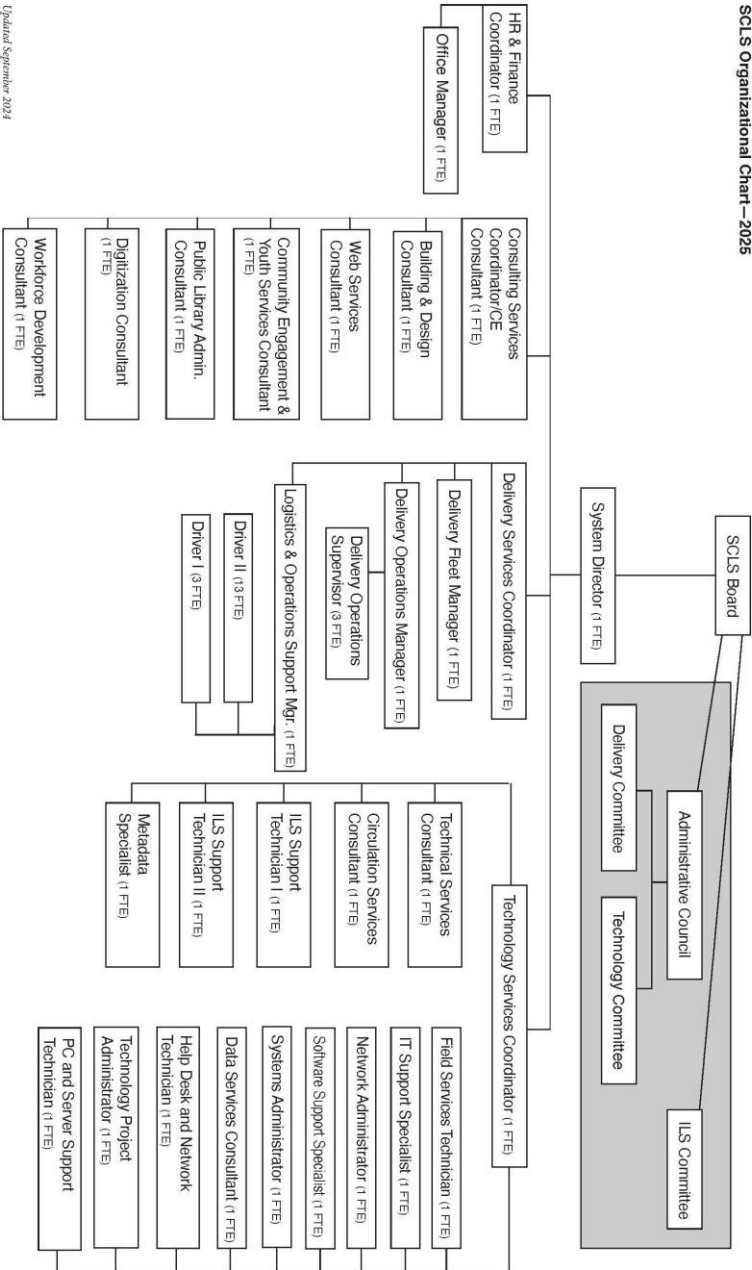 SCLS Organizational Chart—2025
SCLS Board
System Director (1 FTE)
Administrative Council
ILS Committee
Delivery Committee
Technology Committee
HR & Finance
Coordinator (1 FTE)
Office Manager (1 FTE)
Consulting Services
Coordinator/CE
Consultant (1 FTE)
Building & Design
Consultant (1 FTE)
Web Services
Consultant (1 FTE)
Community Engagement &
Youth Services Consultant
(1 FTE)
Public Library Admin.
Consultant (1 FTE)
Digitization Consultant
(1 FTE)
Workforce Development
Consultant (1 FTE)
Delivery Services Coordinator (1 FTE)
Delivery Fleet Manager (1 FTE)
Delivery Operations Manager (1 FTE)
Delivery Operations
Supervisor (3 FTE)
Logistics & Operations Support Mgr. (1 FTE)
Driver II (13 FTE)
Driver I (3 FTE)
Technology Services Coordinator (1 FTE)
Technical Services
Consultant (1 FTE)
Circulation Services
Consultant (1 FTE)
ILS Support
Technician I (1 FTE)
ILS Support
Technician II (1 FTE)
Metadata
Specialist (1 FTE)
Field Services Technician (1 FTE)
IT Support Specialist (1 FTE)
Network Administrator (1 FTE)
Software Support Specialist (1 FTE)
Systems Administrator (1 FTE)
Data Services Consultant (1 FTE)
Help Desk and Network
Technician (1 FTE)
Technology Project
Administrator (1 FTE)
PC and Server Support
Technician (1 FTE)
Updated September 2024